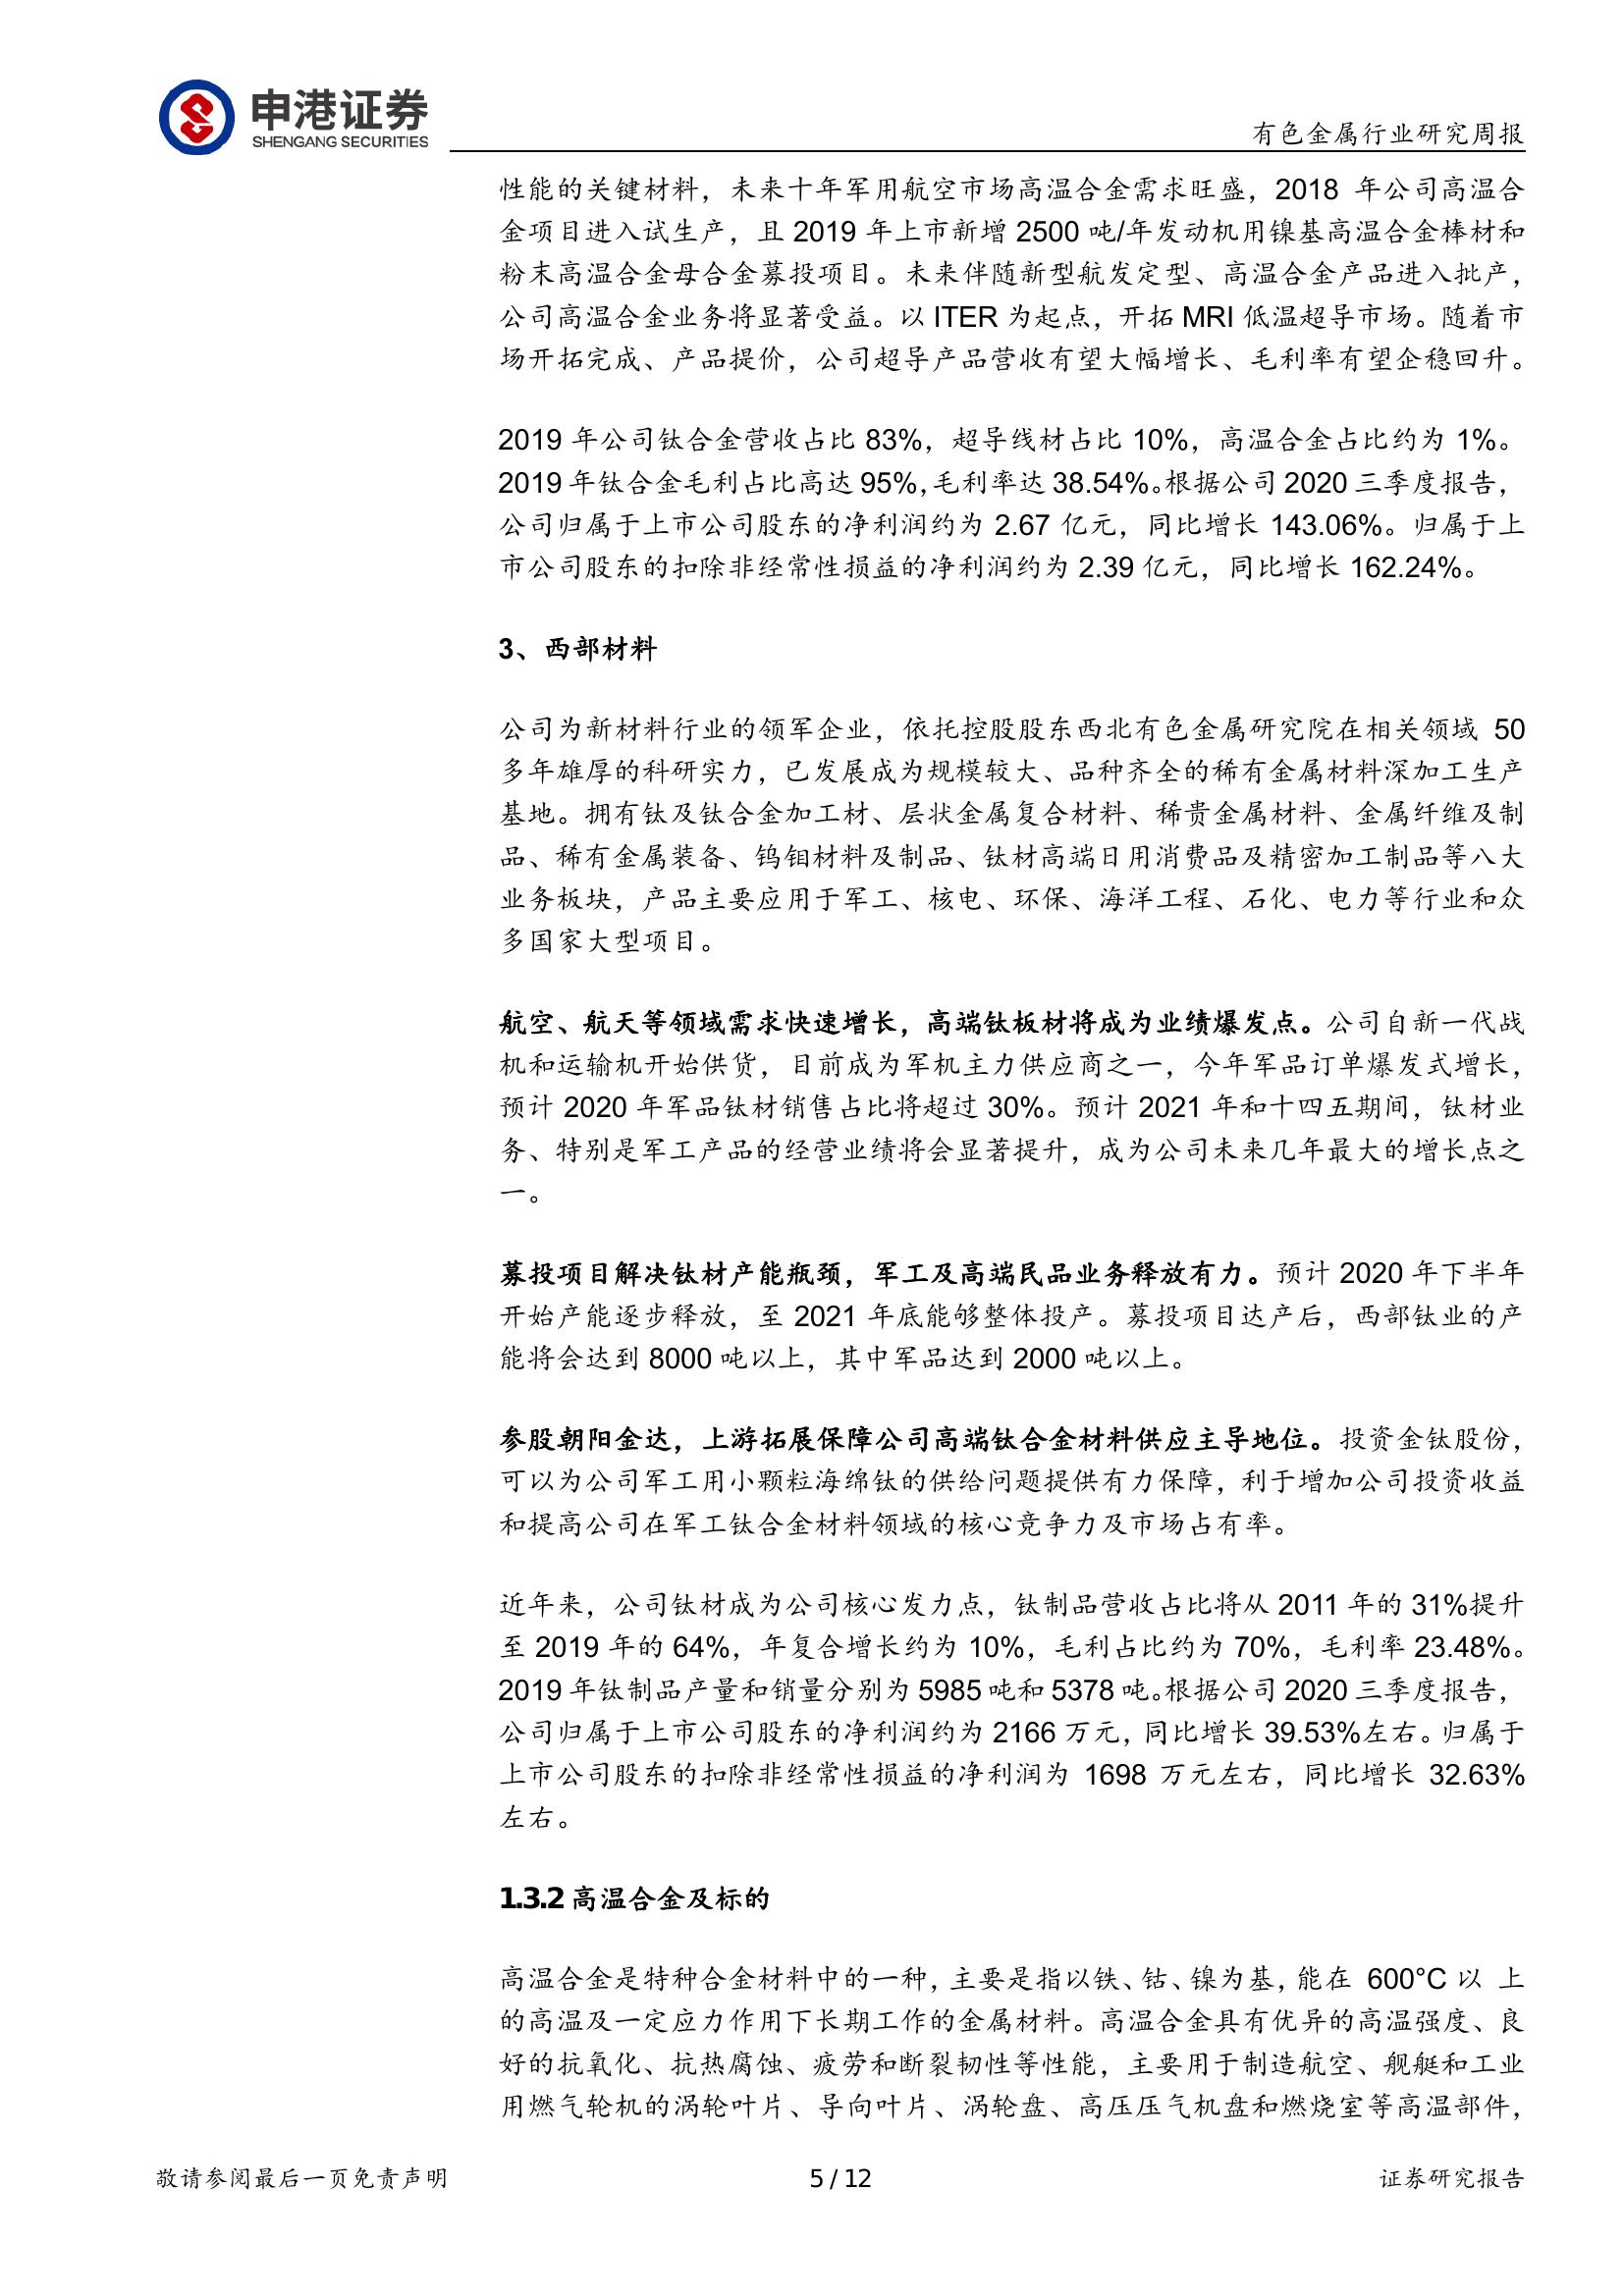 申港证券
SHENGANG SECURITIES
有色金属行业研究周报
性能的关键材料，未来十年军用航空市场高温合金需求旺盛，2018 年公司高温合
金项目进入试生产，且 2019 年上市新增 2500 吨/年发动机用镍基高温合金棒材和
粉末高温合金母合金募投项目。未来伴随新型航发定型、高温合金产品进入批产，
公司高温合金业务将显著受益。以 ITER 为起点，开拓 MRI 低温超导市场。随着市
场开拓完成、产品提价，公司超导产品营收有望大幅增长、毛利率有望企稳回升。
2019 年公司钛合金营收占比 83%，超导线材占比 10%，高温合金占比约为 1%。
2019 年钛合金毛利占比高达 95%，毛利率达 38.54%。根据公司 2020 三季度报告，
公司归属于上市公司股东的净利润约为 2.67 亿元，同比增长 143.06%。归属于上
市公司股东的扣除非经常性损益的净利润约为 2.39 亿元，同比增长 162.24%。
3、西部材料
公司为新材料行业的领军企业，依托控股股东西北有色金属研究院在相关领域 50
多年雄厚的科研实力，已发展成为规模较大、品种齐全的稀有金属材料深加工生产
基地。拥有钛及钛合金加工材、层状金属复合材料、稀贵金属材料、金属纤维及制
品、稀有金属装备、钨钼材料及制品、钛材高端日用消费品及精密加工制品等八大
业务板块，产品主要应用于军工、核电、环保、海洋工程、石化、电力等行业和众
多国家大型项目。
航空、航天等领域需求快速增长，高端钛板材将成为业绩爆发点。公司自新一代战
机和运输机开始供货，目前成为军机主力供应商之一，今年军品订单爆发式增长，
预计 2020 年军品钛材销售占比将超过 30%。预计 2021 年和十四五期间，钛材业
务、特别是军工产品的经营业绩将会显著提升，成为公司未来几年最大的增长点之
一。
募投项目解决钛材产能瓶颈，军工及高端民品业务释放有力。预计 2020 年下半年
开始产能逐步释放，至 2021 年底能够整体投产。募投项目达产后，西部钛业的产
能将会达到 8000 吨以上，其中军品达到 2000 吨以上。
参股朝阳金达，上游拓展保障公司高端钛合金材料供应主导地位。投资金钛股份，
可以为公司军工用小颗粒海绵钛的供给问题提供有力保障，利于增加公司投资收益
和提高公司在军工钛合金材料领域的核心竞争力及市场占有率。
近年来，公司钛材成为公司核心发力点，钛制品营收占比将从 2011 年的 31%提升
至 2019 年的 64%，年复合增长约为 10%，毛利占比约为 70%，毛利率 23.48%。
2019 年钛制品产量和销量分别为 5985 吨和 5378 吨。根据公司 2020 三季度报告，
公司归属于上市公司股东的净利润约为 2166 万元，同比增长 39.53%左右。归属于
上市公司股东的扣除非经常性损益的净利润为 1698 万元左右，同比增长 32.63%
左右。
1.3.2 高温合金及标的
高温合金是特种合金材料中的一种，主要是指以铁、钴、镍为基，能在 600°C 以 上
的高温及一定应力作用下长期工作的金属材料。高温合金具有优异的高温强度、良
好的抗氧化、抗热腐蚀、疲劳和断裂韧性等性能，主要用于制造航空、舰艇和工业
用燃气轮机的涡轮叶片、导向叶片、涡轮盘、高压压气机盘和燃烧室等高温部件，
敬请参阅最后一页免责声明
5 / 12
证券研究报告